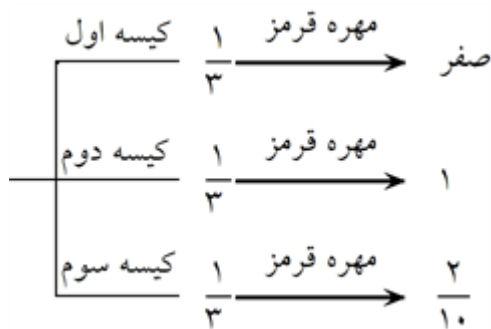 کیسه اول ۱/۳ مهره قرمز صفر
کیسه دوم ۱/۳ مهره قرمز ۱
کیسه سوم ۱/۳ مهره قرمز ۲/۱۰